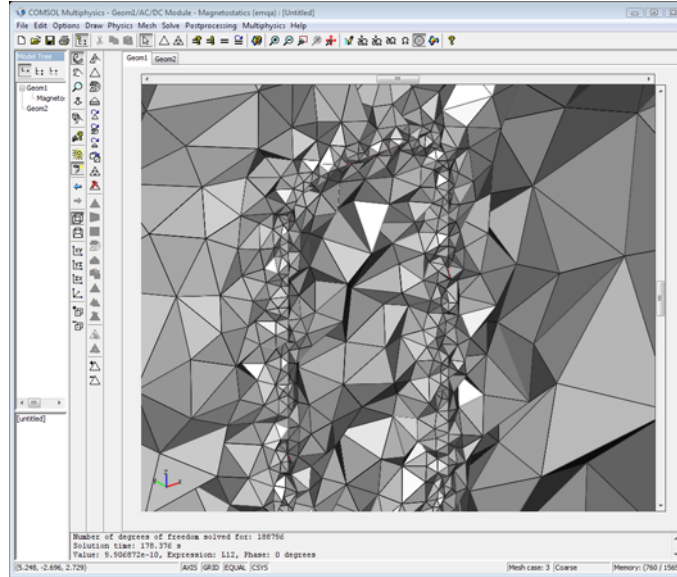 COMSOL Multiphysics - Geom1/AC/DC Module - Magnetostatics (emqa) : [Untitled]
File Edit Options Draw Physics Mesh Solve Postprocessing Multiphysics Help
Model Tree
Geom1 Geom2
Geom1
Magneto
Geom2
[untitled]
Number of degrees of freedom solved for: 188796
Solution time: 178.376 s
Value: 9.906872e-10, Expression: L12, Phase: 0 degrees
(5.248, -2.696, 2.729) AXIS GRID EQUAL CSYS Mesh case: 3 Coarse Memory: (760 / 1565